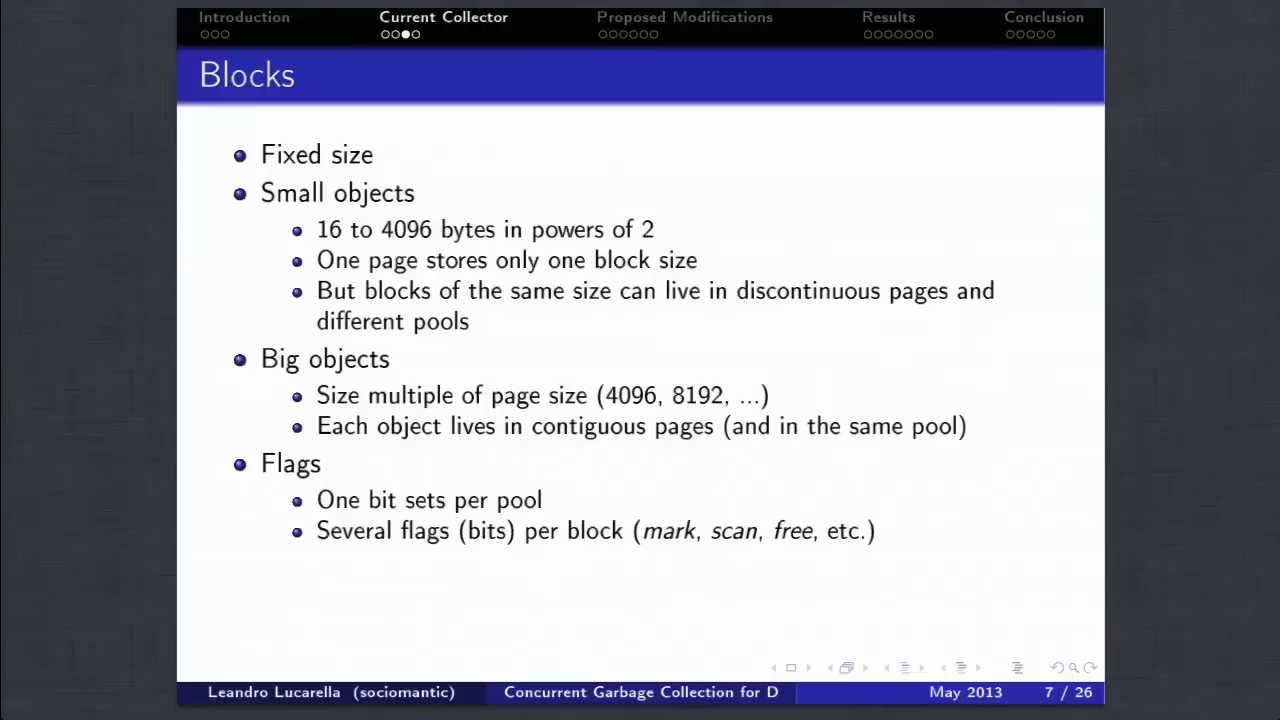 Introduction Current Collector Proposed Modifications Results Conclusion
Blocks
Fixed size
Small objects
16 to 4096 bytes in powers of 2
One page stores only one block size
But blocks of the same size can live in discontinuous pages and
different pools
Big objects
Size multiple of page size (4096, 8192, ...)
Each object lives in contiguous pages (and in the same pool)
Flags
One bit sets per pool
Several flags (bits) per block (mark, scan, free, etc.)
Leandro Lucarella (sociomantic) Concurrent Garbage Collection for D May 2013 7 / 26